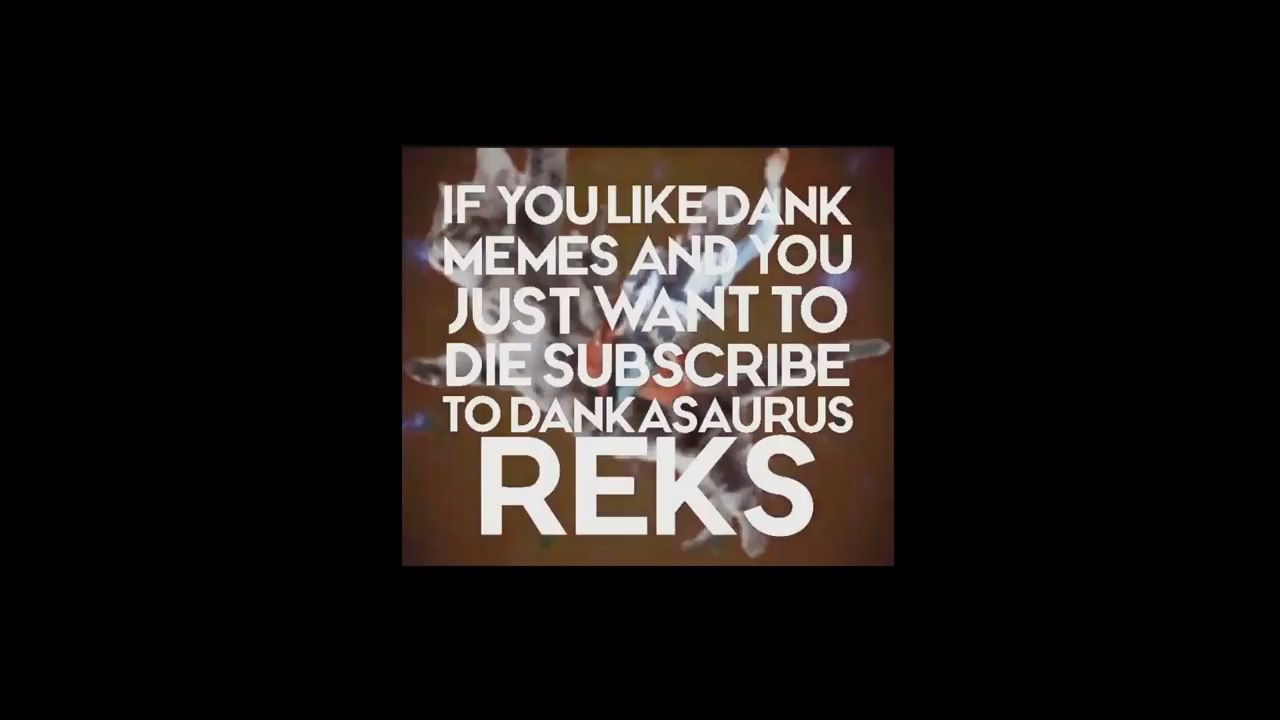 IF YOU LIKE DANK
MEMES AND YOU
JUST WANT TO
DIE SUBSCRIBE
TO DANKASAURUS
REKS